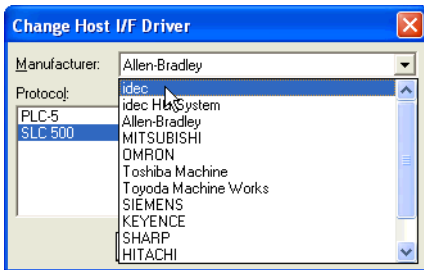 Change Host I/F Driver
Manufacturer: Allen-Bradley
Protocol:
PLC-5
SLC 500
idec
idec System
Allen-Bradley
MITSUBISHI
OMRON
Toshiba Machine
Toyoda Machine Works
SIEMENS
KEYENCE
SHARP
HITACHI